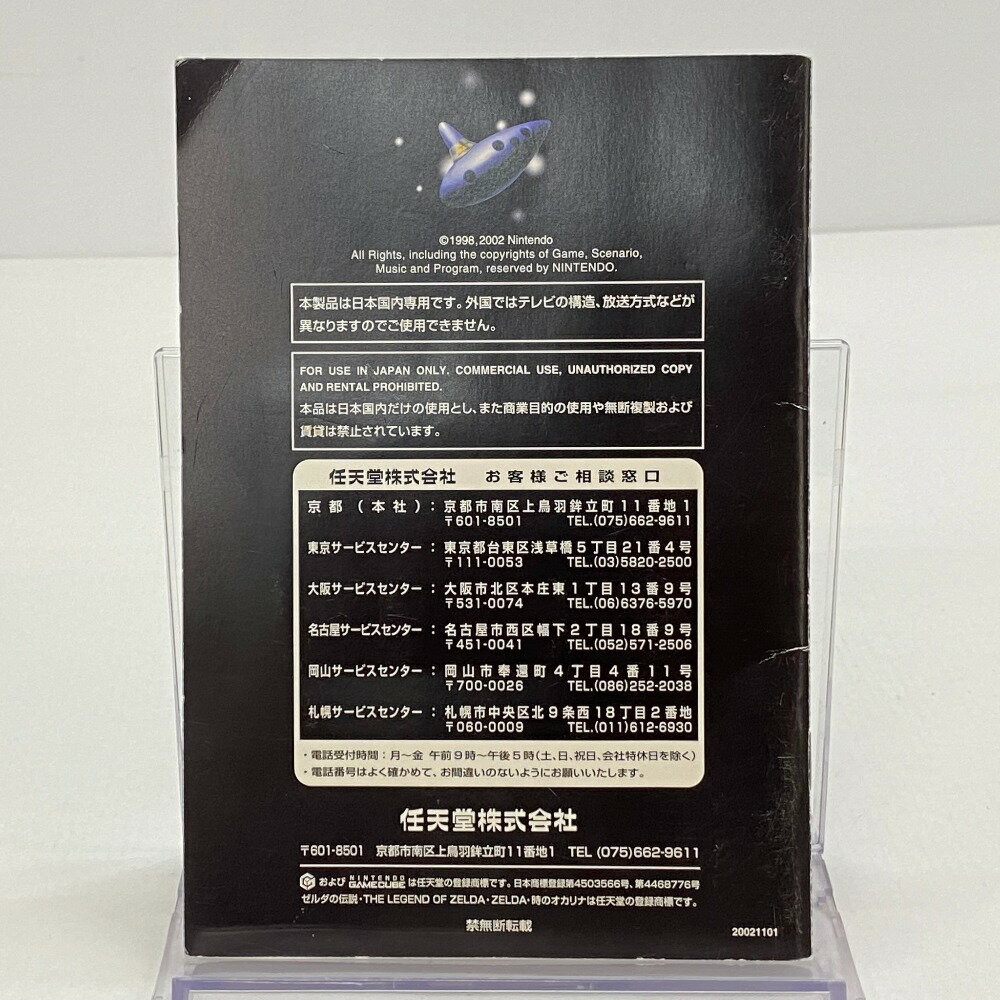 ©1998,2002 Nintendo
All Rights, including the copyrights of Game, Scenario,
Music and Program, reserved by NINTENDO.
本製品は日本国内専用です。外国ではテレビの構造、放送方式などが
異なりますのでご使用できません。
FOR USE IN JAPAN ONLY. COMMERCIAL USE, UNAUTHORIZED COPY
AND RENTAL PROHIBITED.
本品は日本国内だけの使用とし、また商業目的の使用や無断複製および
賃貸は禁止されています。
任天堂株式会社 お客様ご相談窓口
京都(本社): 京都市南区上鳥羽鉾立町11番地1
〒601-8501 TEL.(075)662-9611
東京サービスセンター: 東京都台東区浅草橋5丁目21番4号
〒111-0053 TEL.(03)5820-2500
大阪サービスセンター: 大阪市北区本庄東1丁目13番9号
〒531-0074 TEL.(06)6376-5970
名古屋サービスセンター: 名古屋市西区幅下2丁目18番9号
〒451-0041 TEL.(052)571-2506
岡山サービスセンター: 岡山市奉還町4丁目4番11号
〒700-0026 TEL.(086)252-2038
札幌サービスセンター: 札幌市中央区北9条西18丁目2番地
〒060-0009 TEL.(011)612-6930
・電話受付時間:月〜金 午前9時〜午後5時(土、日、祝日、会社特休日を除く)
・電話番号はよく確かめて、お間違いのないようにお願いいたします。
任天堂株式会社
〒601-8501 京都市南区上鳥羽鉾立町11番地1 TEL (075)662-9611
および NINTENDO GAMECUBE は任天堂の登録商標です。日本商標登録第4503566号、第4468776号
ゼルダの伝説・THE LEGEND OF ZELDA・ZELDA・時のオカリナは任天堂の登録商標です。
禁無断転載
20021101